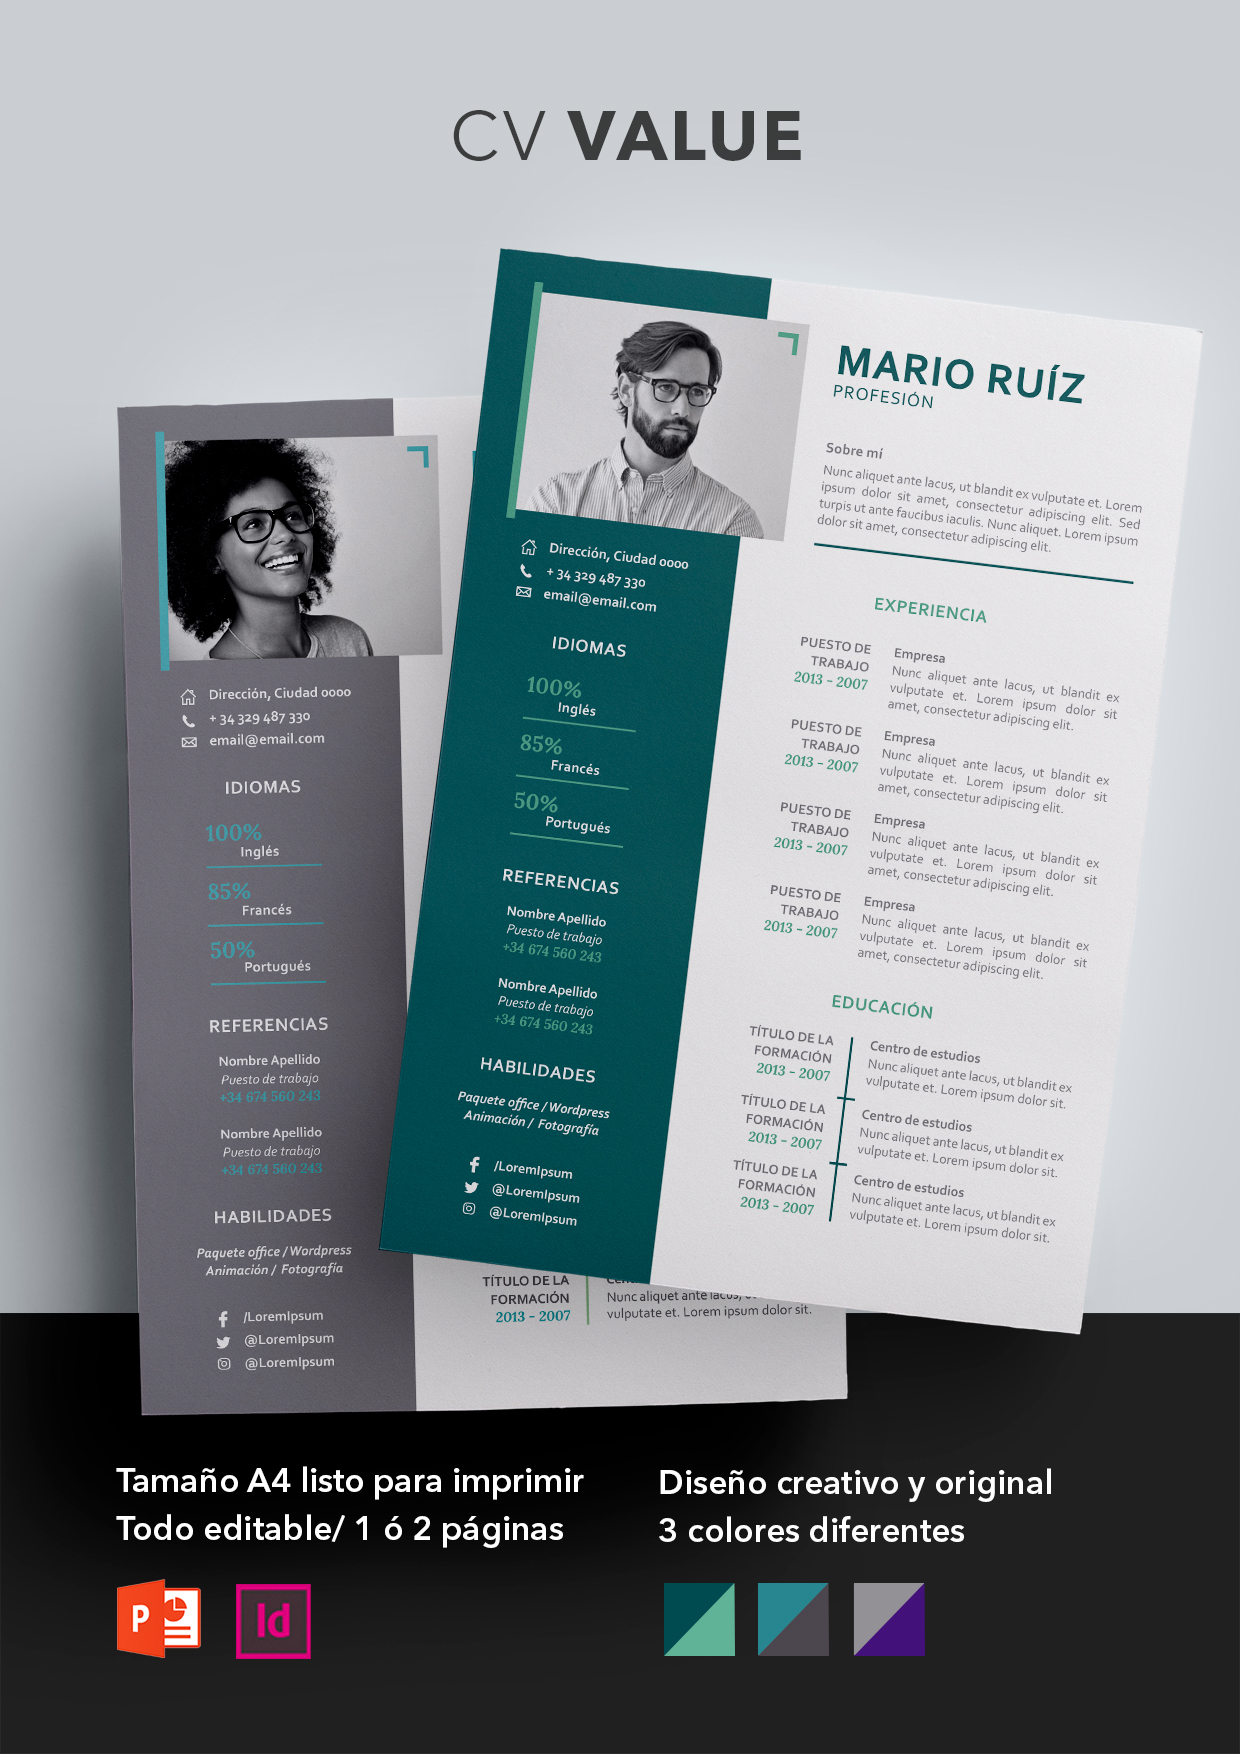 CV VALUE
MARIO RUÍZ
PROFESIÓN
Sobre mi
Nunc aliquet ante lacus, ut blandit ex vulputate et. Lorem
ipsum dolor sit amet, consectetur adipiscing elit. Sed
turpis ut ante faucibus iaculis. Nunc aliquet. Lorem ipsum
dolor sit amet, consectetur adipiscing elit.
Dirección, Ciudad 0000
+ 34 329 487 330
email@email.com
IDIOMAS
100%
Inglés
85%
Francés
50%
Portugués
REFERENCIAS
Nombre Apellido
Puesto de trabajo
+34 674 560 243
Nombre Apellido
Puesto de trabajo
+34 674 560 243
HABILIDADES
Paquete office / Wordpress
Animación / Fotografía
/LoremIpsum
@LoremIpsum
@LoremIpsum
EXPERIENCIA
PUESTO DE
TRABAJO
2013 - 2007
Empresa
Nunc aliquet ante lacus, ut blandit ex
vulputate et. Lorem ipsum dolor sit
amet, consectetur adipiscing elit.
PUESTO DE
TRABAJO
2013 - 2007
Empresa
Nunc aliquet ante lacus, ut blandit ex
vulputate et. Lorem ipsum dolor sit
amet, consectetur adipiscing elit.
PUESTO DE
TRABAJO
2013 - 2007
Empresa
Nunc aliquet ante lacus, ut blandit ex
vulputate et. Lorem ipsum dolor sit
amet, consectetur adipiscing elit.
PUESTO DE
TRABAJO
2013 - 2007
Empresa
Nunc aliquet ante lacus, ut blandit ex
vulputate et. Lorem ipsum dolor sit
amet, consectetur adipiscing elit.
EDUCACIÓN
TÍTULO DE LA
FORMACIÓN
2013 - 2007
Centro de estudios
Nunc aliquet ante lacus, ut blandit ex
vulputate et. Lorem ipsum dolor sit.
TÍTULO DE LA
FORMACIÓN
2013 - 2007
Centro de estudios
Nunc aliquet ante lacus, ut blandit ex
vulputate et. Lorem ipsum dolor sit.
TÍTULO DE LA
FORMACIÓN
2013 - 2007
Centro de estudios
Nunc aliquet ante lacus, ut blandit ex
vulputate et. Lorem ipsum dolor sit.
Dirección, Ciudad 0000
+ 34 329 487 330
email@email.com
IDIOMAS
100%
Inglés
85%
Francés
50%
Portugués
REFERENCIAS
Nombre Apellido
Puesto de trabajo
+34 674 560 243
Nombre Apellido
Puesto de trabajo
+34 674 560 243
HABILIDADES
Paquete office / Wordpress
Animación / Fotografía
/LoremIpsum
@LoremIpsum
@LoremIpsum
TÍTULO DE LA
FORMACIÓN
2013 - 2007
Nunc aliquet ante lacus,
vulputate et. Lorem ipsum dolor sit.
Tamaño A4 listo para imprimir
Todo editable/ 1 ó 2 páginas
Diseño creativo y original
3 colores diferentes
P
Id